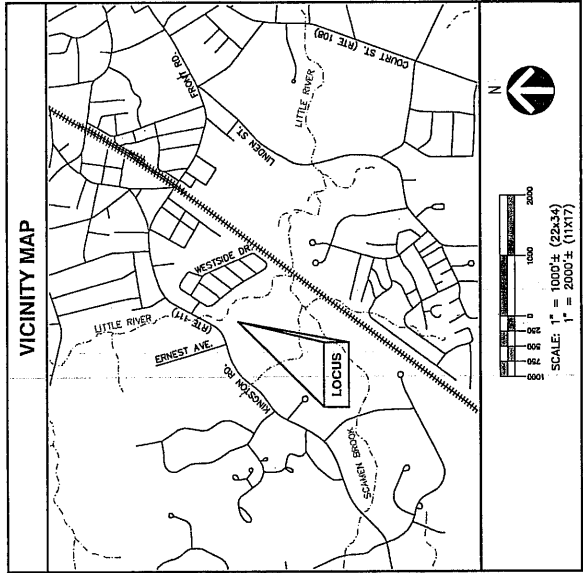 VICINITY MAP
FRONT RD.
COURT ST. (RTE 108)
LITTLE RIVER
LINDEN ST.
WESTSIDE DR.
LITTLE RIVER
(RTE 111)
ERNEST AVE.
KINGSTON RD.
LOCUS
SCAMEN BROOK
N
1000 750 500 250 0 1000 2000
SCALE: 1" = 1000'± (22x34)
1" = 2000'± (11X17)